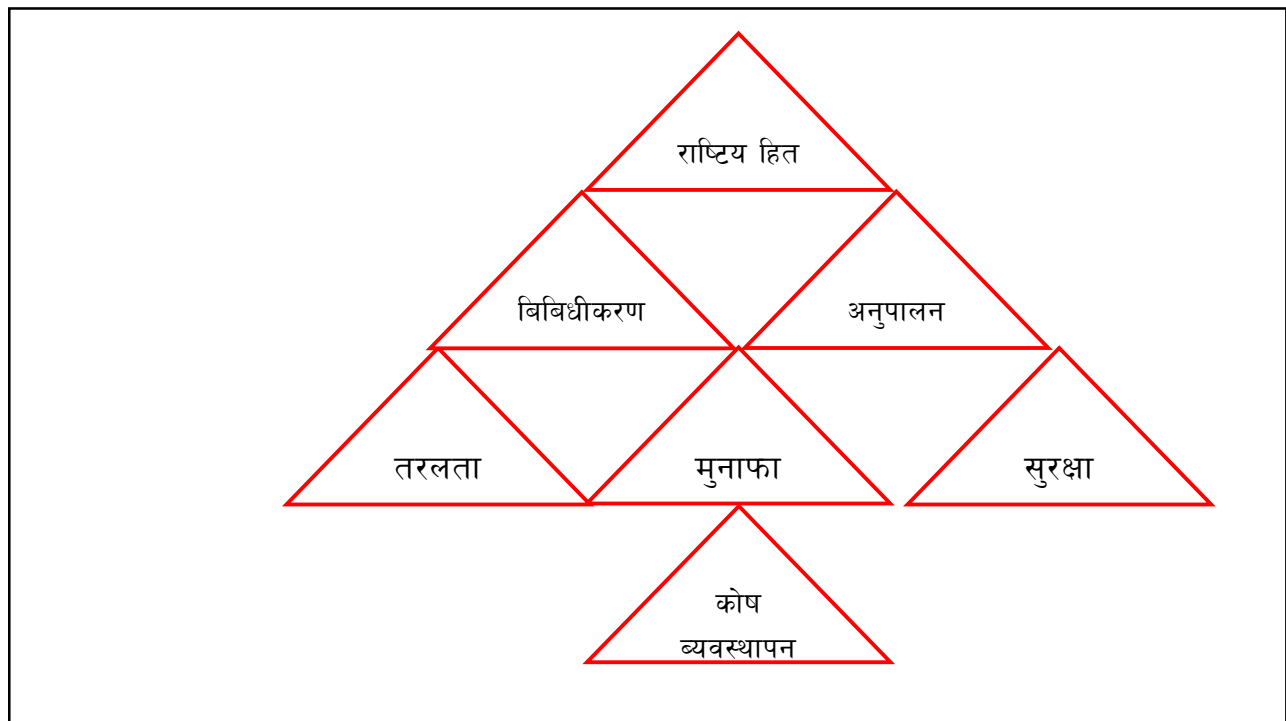 राष्टिय हित
बिबिधीकरण
अनुपालन
तरलता
मुनाफा
सुरक्षा
कोष
ब्यवस्थापन